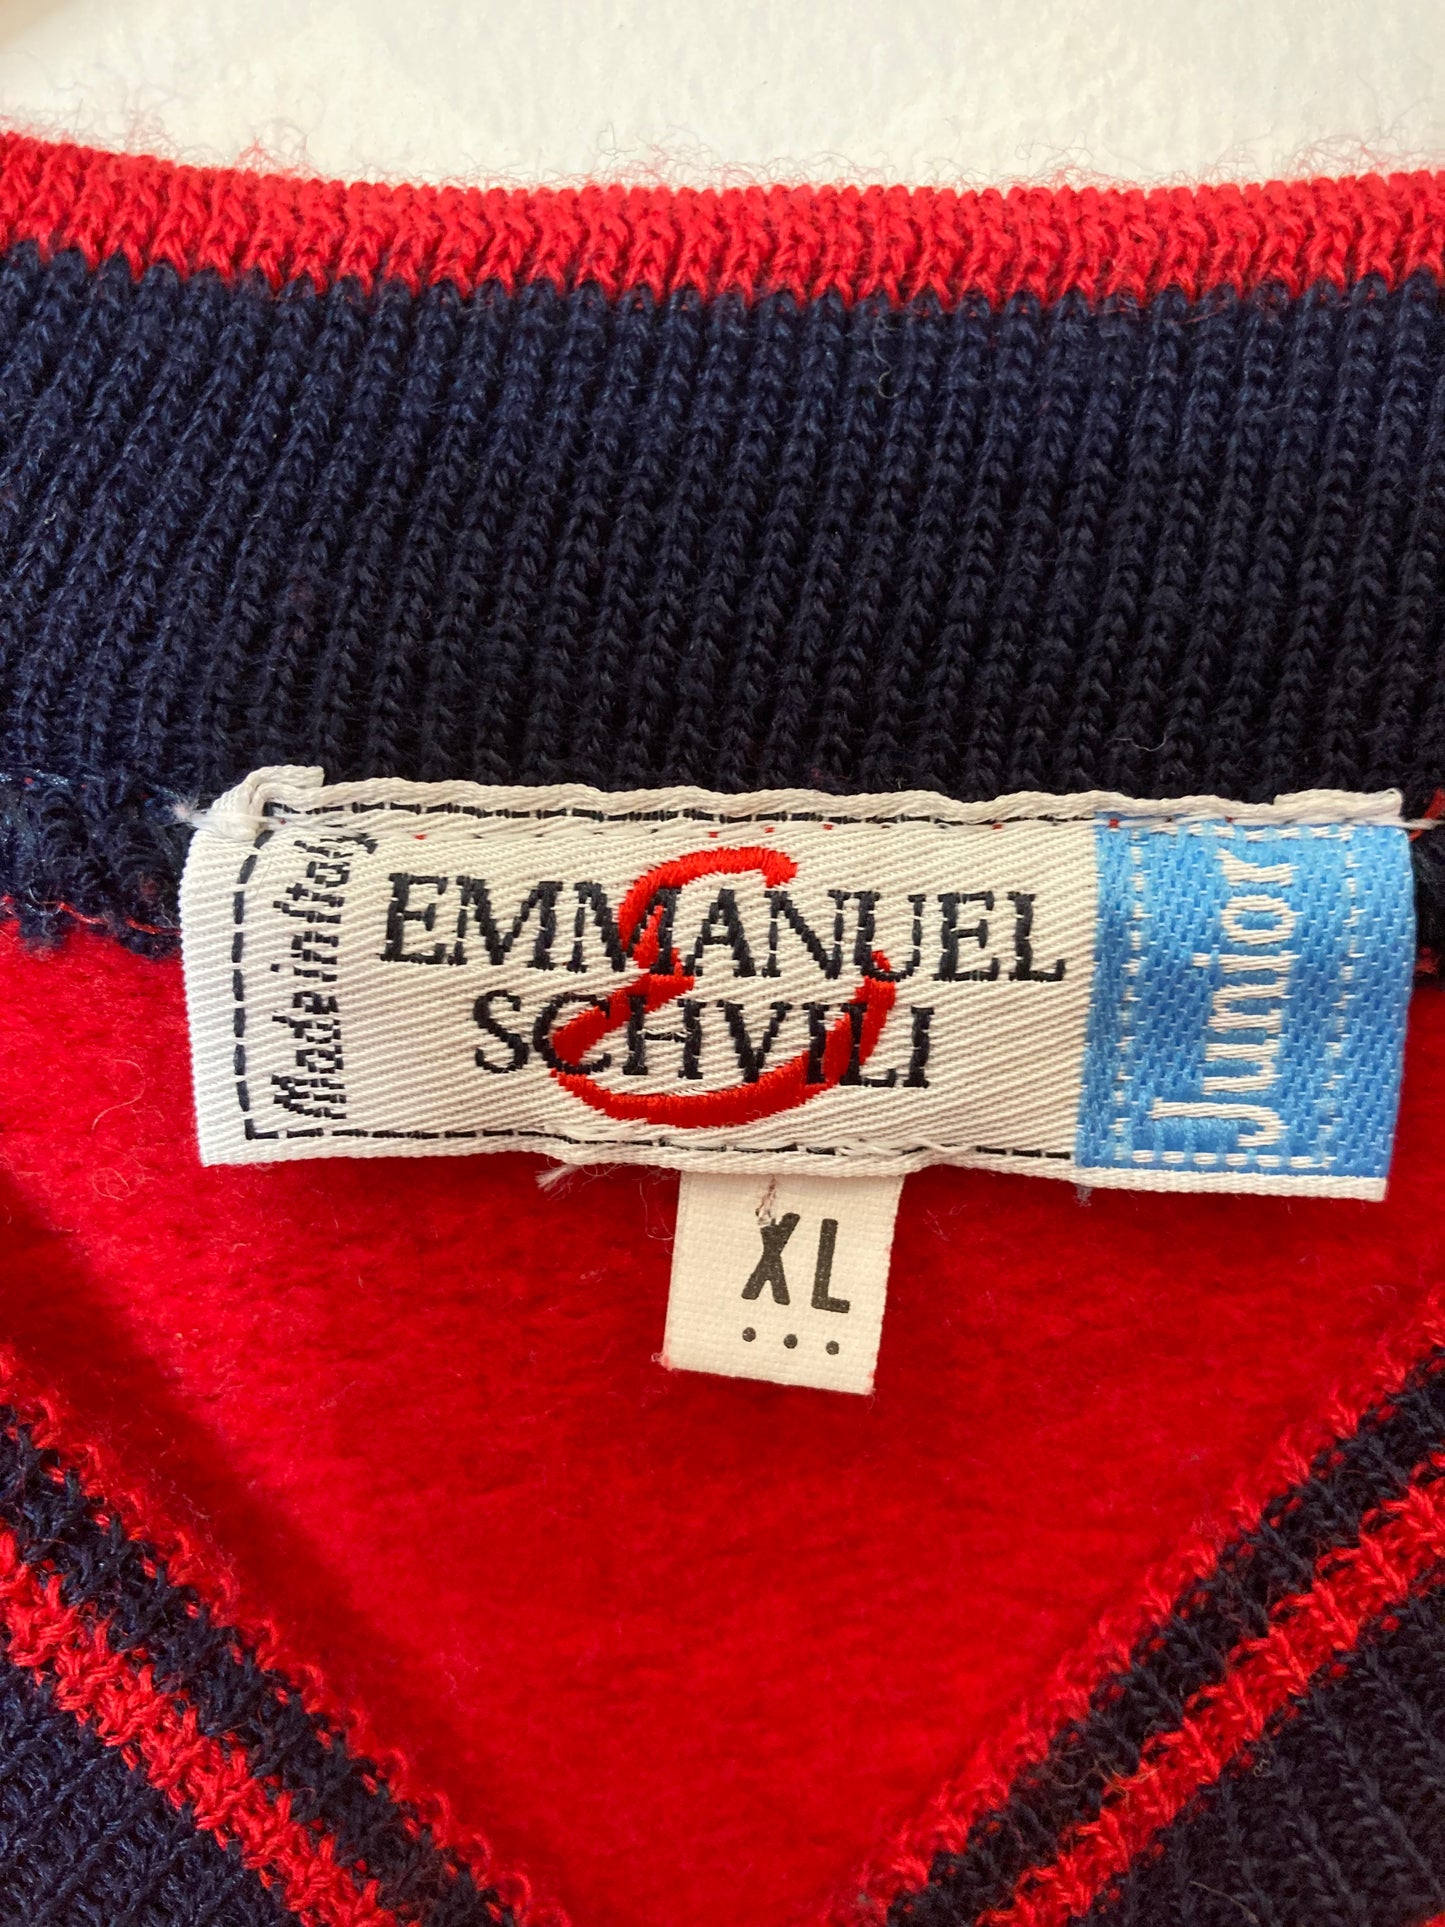 Made in Italy
EMMANUEL
SCHVILI
Junior
XL